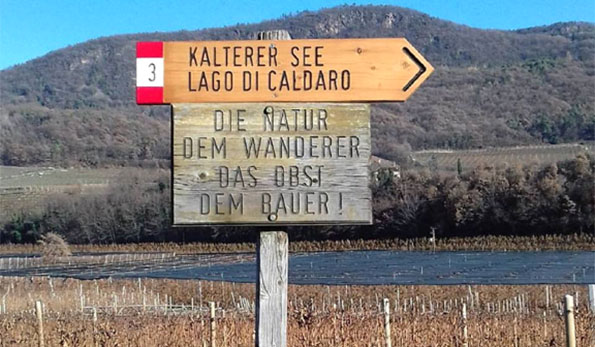 3
KALTERER SEE
LAGO DI CALDARO
DIE NATUR
DEM WANDERER
DAS OBST
DEM BAUER!